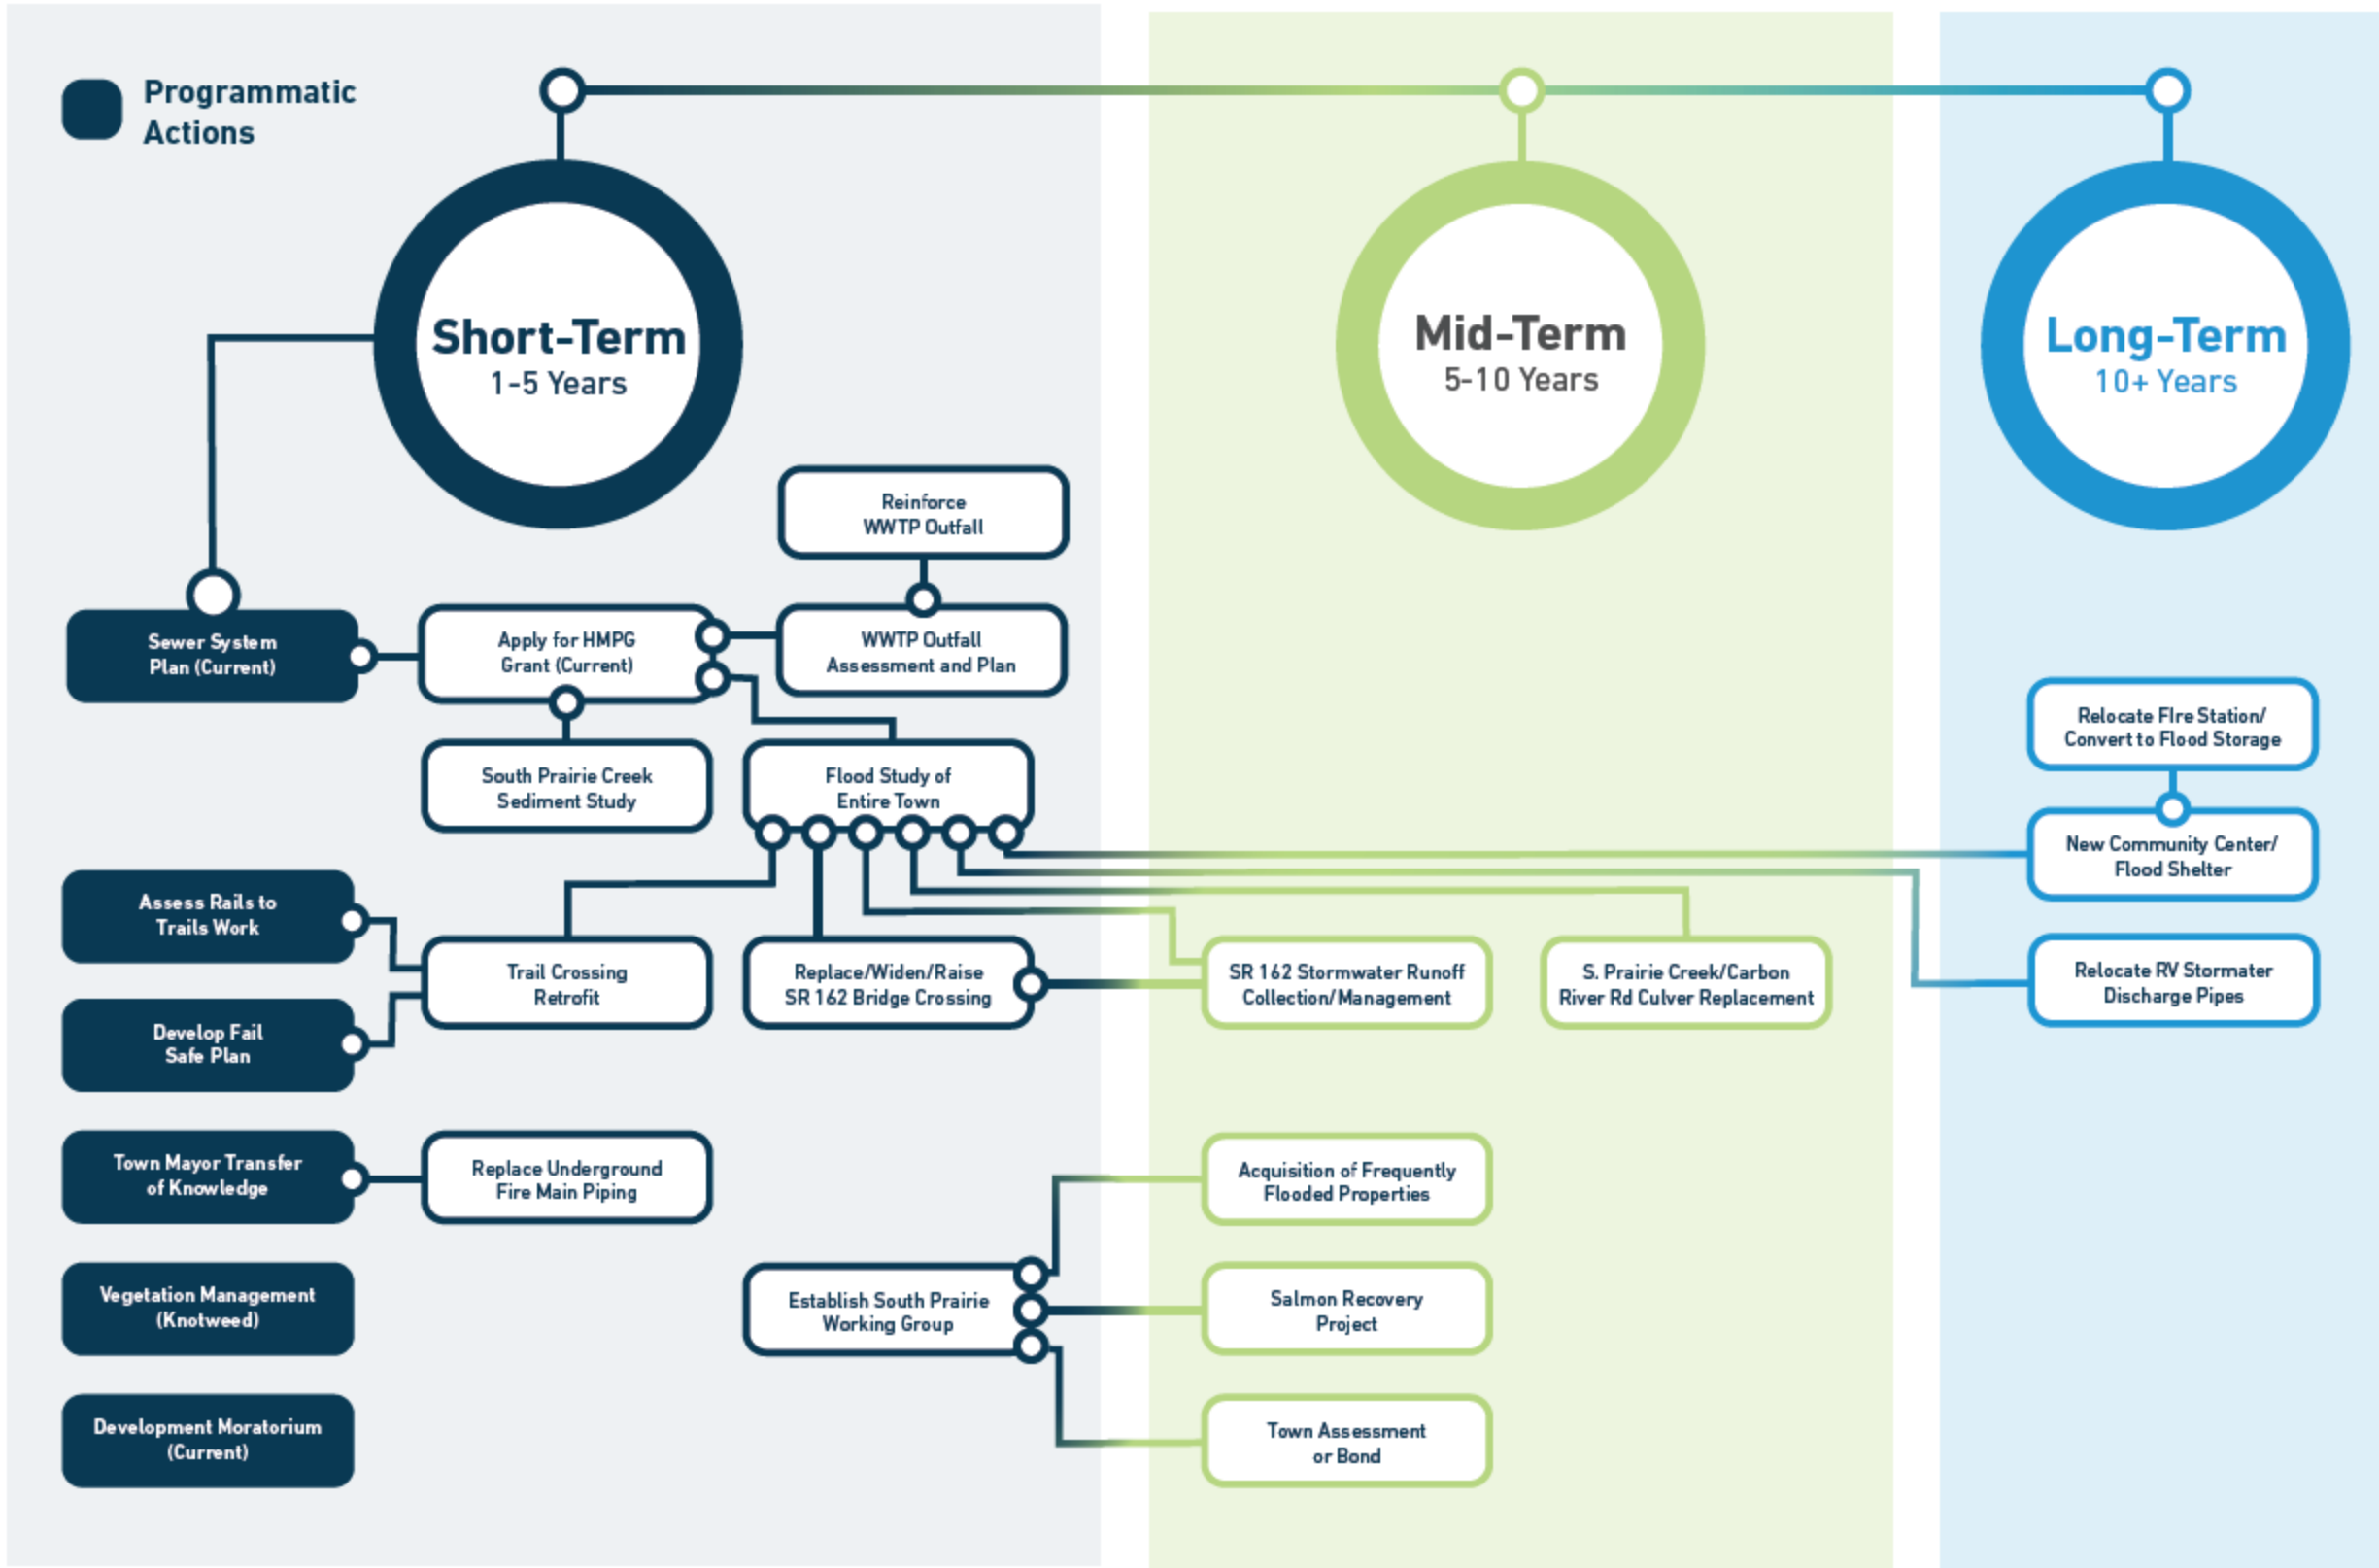 Programmatic
Actions
Short-Term
1-5 Years
Mid-Term
5-10 Years
Long-Term
10+ Years
Reinforce
WWTP Outfall
Sewer System
Plan (Current)
Apply for HMPG
Grant (Current)
WWTP Outfall
Assessment and Plan
South Prairie Creek
Sediment Study
Flood Study of
Entire Town
Relocate FIre Station/
Convert to Flood Storage
New Community Center/
Flood Shelter
Assess Rails to
Trails Work
Develop Fail
Safe Plan
Trail Crossing
Retrofit
Replace/Widen/Raise
SR 162 Bridge Crossing
SR 162 Stormwater Runoff
Collection/Management
S. Prairie Creek/Carbon
River Rd Culver Replacement
Relocate RV Stormater
Discharge Pipes
Town Mayor Transfer
of Knowledge
Replace Underground
Fire Main Piping
Acquisition of Frequently
Flooded Properties
Vegetation Management
(Knotweed)
Establish South Prairie
Working Group
Salmon Recovery
Project
Development Moratorium
(Current)
Town Assessment
or Bond